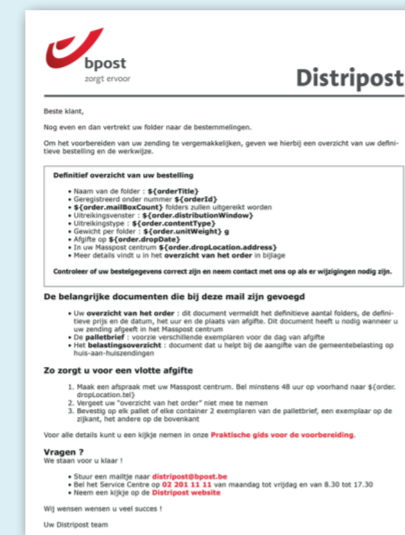 bpost
zorgt ervoor
Distripost
Beste klant,
Nog even en dan vertrekt uw folder naar de bestemmelingen.
Om het voorbereiden van uw zending te vergemakkelijken, geven we hierbij een overzicht van uw defini-
tieve bestelling en de werkwijze.
Definitief overzicht van uw bestelling
• Naam van de folder : ${orderTitle}
• Geregistreerd onder nummer ${orderId}
• ${order.mailBoxCount} folders zullen uitgereikt worden
• Uitreikingsvenster : ${order.distributionWindow}
• Uitreikingstype : ${order.contentType}
• Gewicht per folder : ${order.unitWeight} g
• Afgifte op ${order.dropDate}
• In uw Masspost centrum ${order.dropLocation.address}
• Meer details vindt u in het overzicht van het order in bijlage
Controleer of uw bestelgegevens correct zijn en neem contact met ons op als er wijzigingen nodig zijn.
De belangrijke documenten die bij deze mail zijn gevoegd
• Uw overzicht van het order : dit document vermeldt het definitieve aantal folders, de defini-
tieve prijs en de datum, het uur en de plaats van afgifte. Dit document heeft u nodig wanneer u
uw zending afgeeft in het Masspost centrum
• De palletbrief : voorzie verschillende exemplaren voor de dag van afgifte
• Het belastingsoverzicht : document dat u helpt bij de aangifte van de gemeentebelasting op
huis-aan-huiszendingen
Zo zorgt u voor een vlotte afgifte
1. Maak een afspraak met uw Masspost centrum. Bel minstens 48 uur op voorhand naar ${order.
dropLocation.tel}
2. Vergeet uw "overzicht van het order" niet mee te nemen
3. Bevestig op elk pallet of elke container 2 exemplaren van de palletbrief, een exemplaar op de
zijkant, het andere op de bovenkant
Voor alle details kunt u een kijkje nemen in onze Praktische gids voor de voorbereiding.
Vragen ?
We staan voor u klaar !
• Stuur een mailtje naar distripost@bpost.be
• Bel het Service Centre op 02 201 11 11 van maandag tot vrijdag en van 8.30 tot 17.30
• Neem een kijkje op de Distripost website
Wij wensen wensen u veel succes !
Uw Distripost team